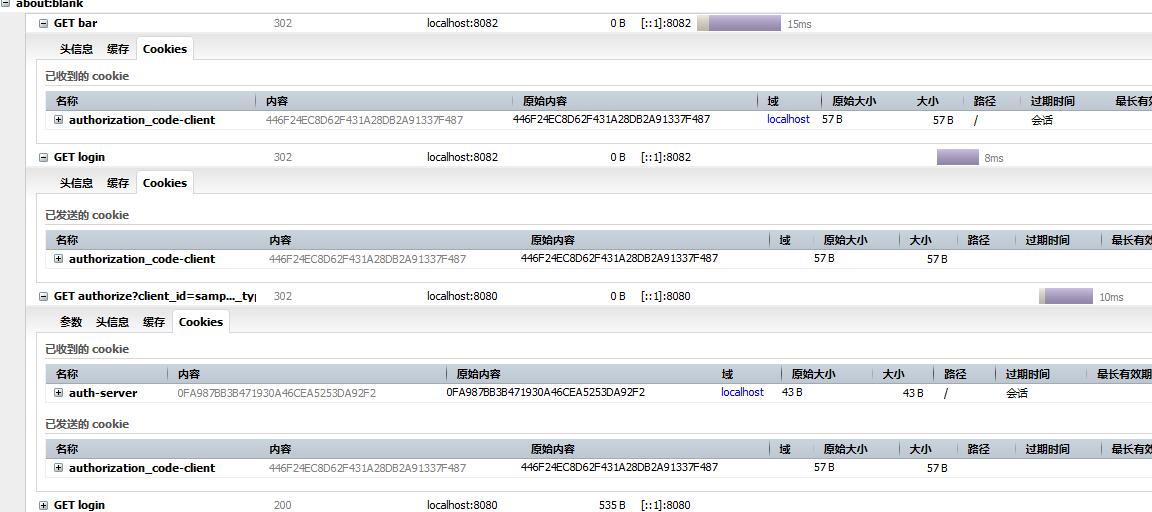 about:blank
GET bar 302 localhost:8082 0 B [::1]:8082 15ms
头信息 缓存 Cookies
已收到的 cookie
名称 内容 原始内容 域 原始大小 大小 路径 过期时间 最长有效
authorization_code-client 446F24EC8D62F431A28DB2A91337F487 446F24EC8D62F431A28DB2A91337F487 localhost 57 B 57 B / 会话
GET login 302 localhost:8082 0 B [::1]:8082 8ms
头信息 缓存 Cookies
已发送的 cookie
名称 内容 原始内容 域 原始大小 大小 路径 过期时间 最长有效
authorization_code-client 446F24EC8D62F431A28DB2A91337F487 446F24EC8D62F431A28DB2A91337F487 57 B 57 B
GET authorize?client_id=samp..._typ 302 localhost:8080 0 B [::1]:8080 10ms
参数 头信息 缓存 Cookies
已收到的 cookie
名称 内容 原始内容 域 原始大小 大小 路径 过期时间 最长有效期
auth-server 0FA987BB3B471930A46CEA5253DA92F2 0FA987BB3B471930A46CEA5253DA92F2 localhost 43 B 43 B / 会话
已发送的 cookie
名称 内容 原始内容 域 原始大小 大小 路径 过期时间 最长有效
authorization_code-client 446F24EC8D62F431A28DB2A91337F487 446F24EC8D62F431A28DB2A91337F487 57 B 57 B
GET login 200 localhost:8080 535 B [::1]:8080